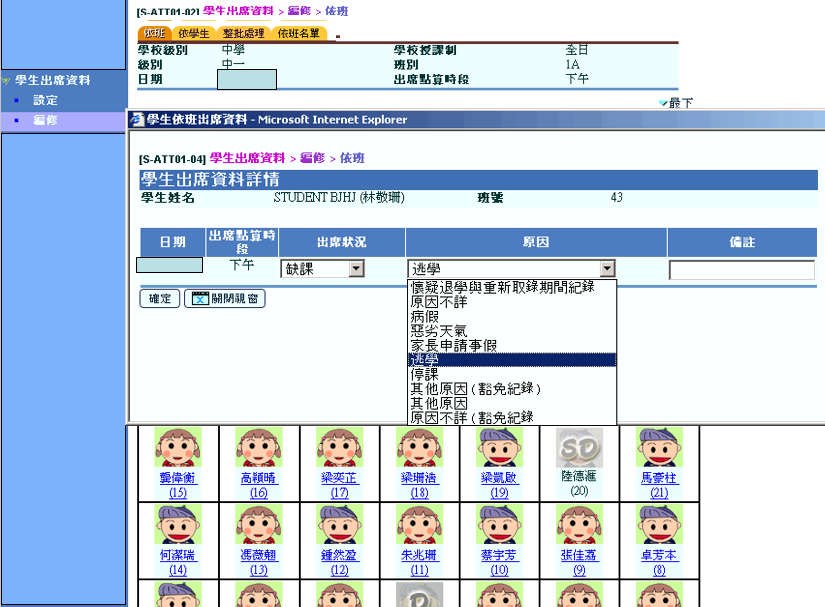 [S-ATT01-02] 學生出席資料 > 編修 > 依班
依班 依學生 整批處理 依班名單
學校級別 中學 學校授課制 全日
級別 中一 班別 1A
日期 出席點算時段 下午
學生出席資料
設定
編修
最下
學生依班出席資料 - Microsoft Internet Explorer
[S-ATT01-04] 學生出席資料 > 編修 > 依班
學生出席資料詳情
學生姓名 STUDENT BJHJ (林敬珊) 班號 43
日期 出席點算時段 出席狀況 原因 備註
下午 缺課 逃學
確定 關閉視窗
懷疑退學與重新取錄期間紀錄
原因不詳
病假
惡劣天氣
家長申請事假
逃學
停課
其他原因 (豁免紀錄)
其他原因
原因不詳 (豁免紀錄
龔偉衡 高穎晴 梁奕芷 梁珊浩 梁凱啟 陸德滙 馬豪柱
(15) (16) (17) (18) (19) (20) (21)
何潔瑞 馮薇翹 鍾然盈 朱兆珊 蔡宇芳 張佳荔 卓芳本
(14) (13) (12) (11) (10) (9) (8)